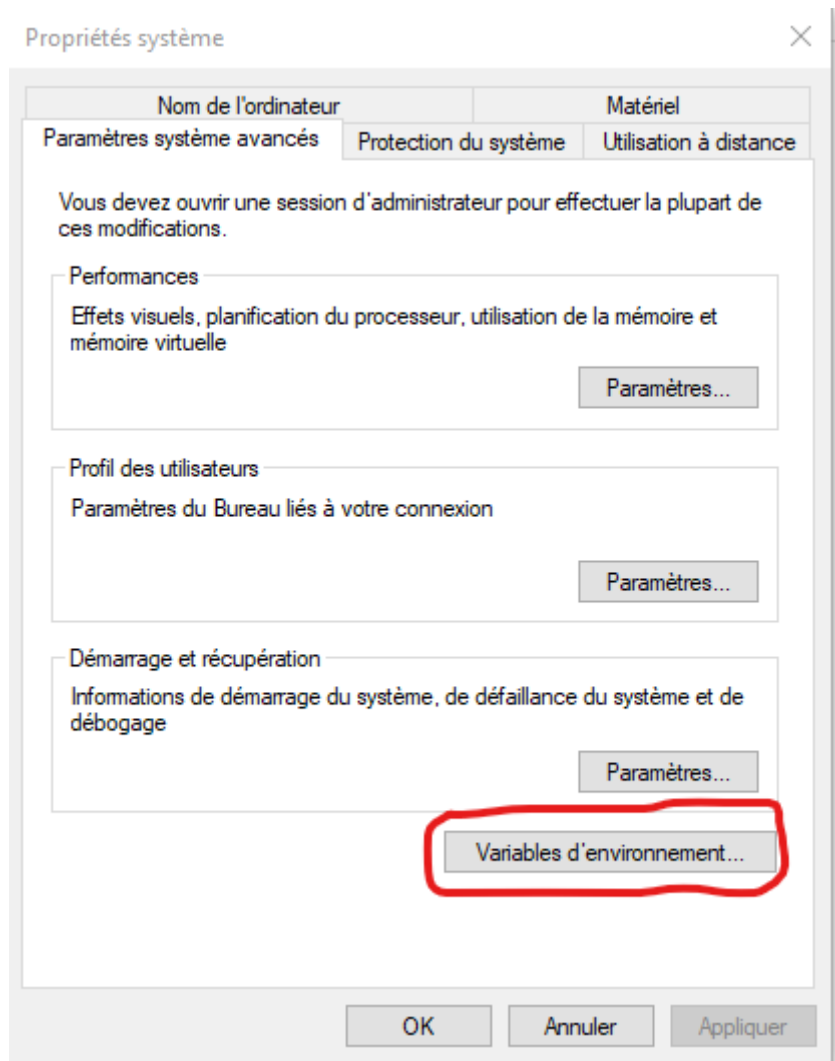 Propriétés système
Nom de l'ordinateur
Matériel
Paramètres système avancés
Protection du système
Utilisation à distance
Vous devez ouvrir une session d'administrateur pour effectuer la plupart de
ces modifications.
Performances
Effets visuels, planification du processeur, utilisation de la mémoire et
mémoire virtuelle
Paramètres...
Profil des utilisateurs
Paramètres du Bureau liés à votre connexion
Paramètres...
Démarrage et récupération
Informations de démarrage du système, de défaillance du système et de
débogage
Paramètres...
Variables d'environnement...
OK
Annuler
Appliquer